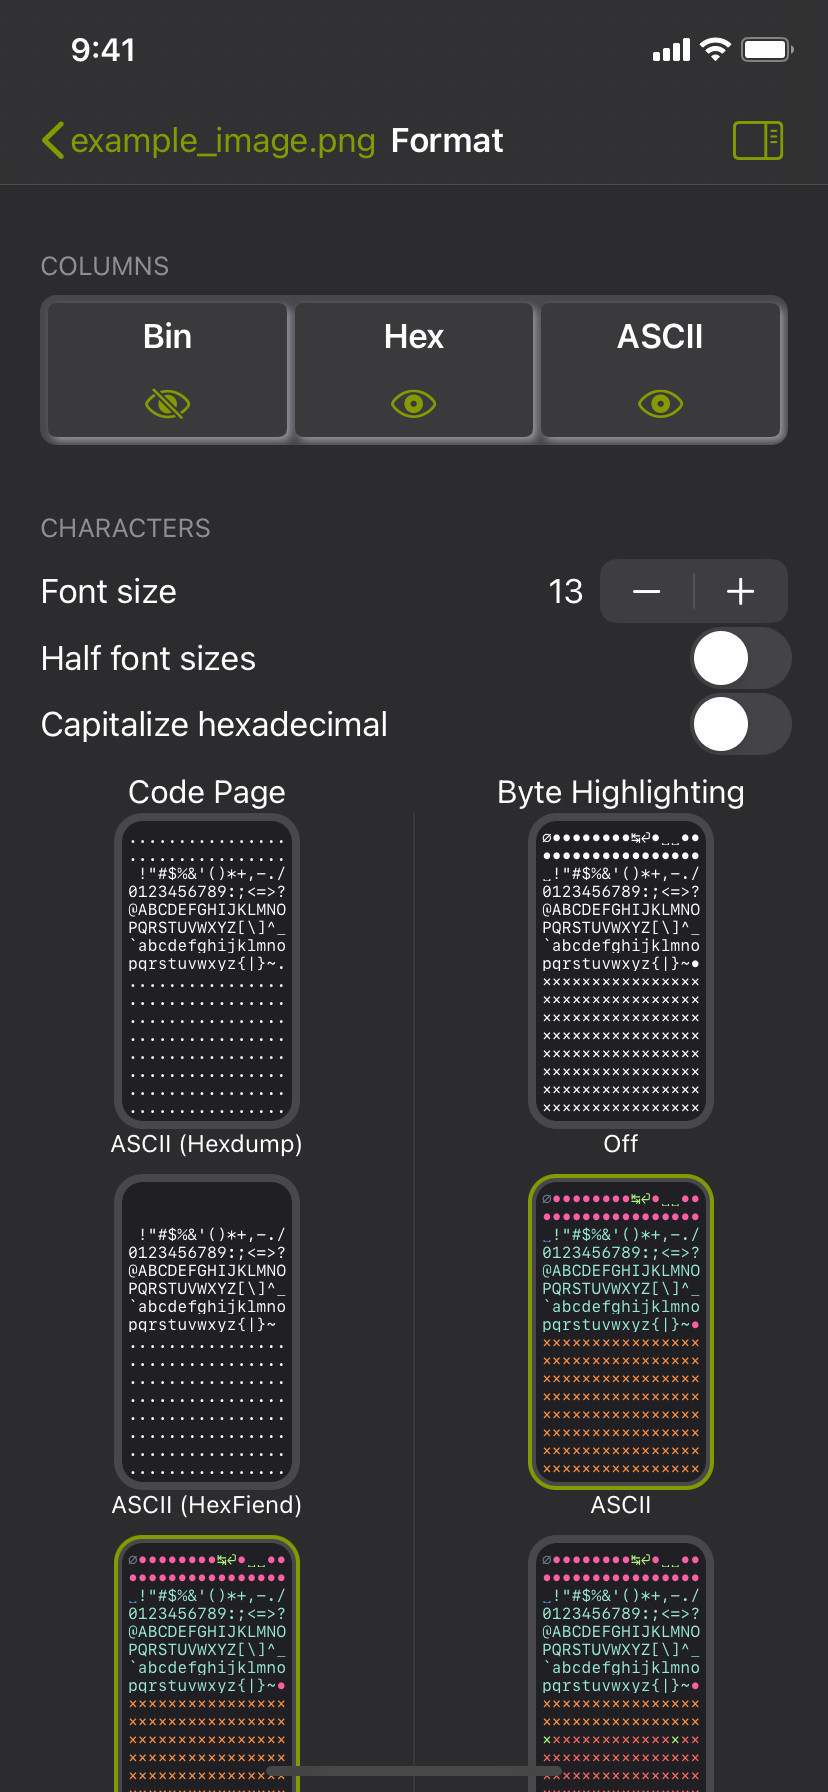 9:41
example_image.png Format
COLUMNS
Bin Hex ASCII
CHARACTERS
Font size 13 − +
Half font sizes
Capitalize hexadecimal
Code Page
................
................
 !"#$%&'()*+,-./
0123456789:;<=>?
@ABCDEFGHIJKLMNO
PQRSTUVWXYZ[\]^_
`abcdefghijklmno
pqrstuvwxyz{|}~.
................
................
................
................
................
................
................
................
ASCII (Hexdump)
 !"#$%&'()*+,-./
0123456789:;<=>?
@ABCDEFGHIJKLMNO
PQRSTUVWXYZ[\]^_
`abcdefghijklmno
pqrstuvwxyz{|}~
................
................
................
................
................
................
................
................
ASCII (HexFiend)
∅••••••••↹⏎•␣␣••
••••••••••••••••
␣!"#$%&'()*+,-./
0123456789:;<=>?
@ABCDEFGHIJKLMNO
PQRSTUVWXYZ[\]^_
`abcdefghijklmno
pqrstuvwxyz{|}~•
××××××××××××××××
××××××××××××××××
××××××××××××××××
××××××××××××××××
××××××××××××××××
Byte Highlighting
∅••••••••↹⏎•␣␣••
••••••••••••••••
␣!"#$%&'()*+,-./
0123456789:;<=>?
@ABCDEFGHIJKLMNO
PQRSTUVWXYZ[\]^_
`abcdefghijklmno
pqrstuvwxyz{|}~•
××××××××××××××××
××××××××××××××××
××××××××××××××××
××××××××××××××××
××××××××××××××××
××××××××××××××××
××××××××××××××××
××××××××××××××××
Off
∅••••••••↹⏎•␣␣••
••••••••••••••••
␣!"#$%&'()*+,-./
0123456789:;<=>?
@ABCDEFGHIJKLMNO
PQRSTUVWXYZ[\]^_
`abcdefghijklmno
pqrstuvwxyz{|}~•
××××××××××××××××
××××××××××××××××
××××××××××××××××
××××××××××××××××
××××××××××××××××
××××××××××××××××
××××××××××××××××
××××××××××××××××
ASCII
∅••••••••↹⏎•␣␣••
••••••••••••••••
␣!"#$%&'()*+,-./
0123456789:;<=>?
@ABCDEFGHIJKLMNO
PQRSTUVWXYZ[\]^_
`abcdefghijklmno
pqrstuvwxyz{|}~•
××××××××××××××××
××××××××××××××××
××××××××××××××××
××××××××××××××××
××××××××××××××××